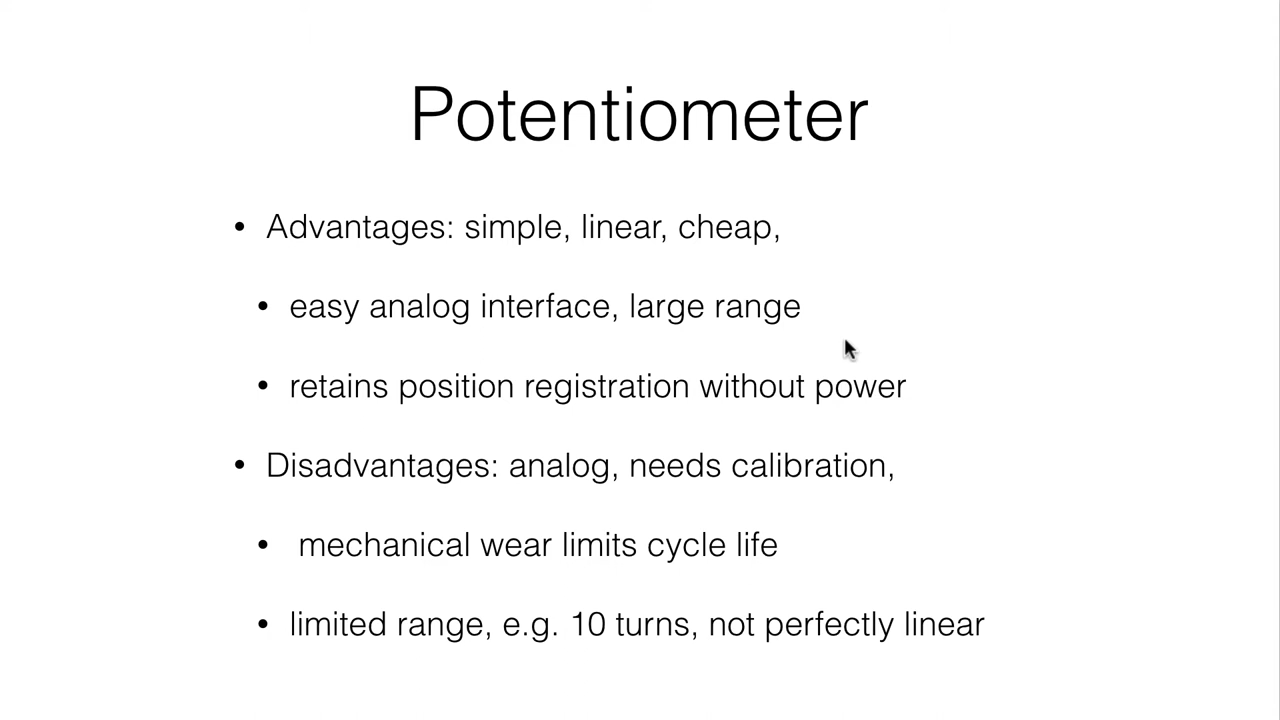 Potentiometer
• Advantages: simple, linear, cheap,
• easy analog interface, large range
• retains position registration without power
• Disadvantages: analog, needs calibration,
• mechanical wear limits cycle life
• limited range, e.g. 10 turns, not perfectly linear